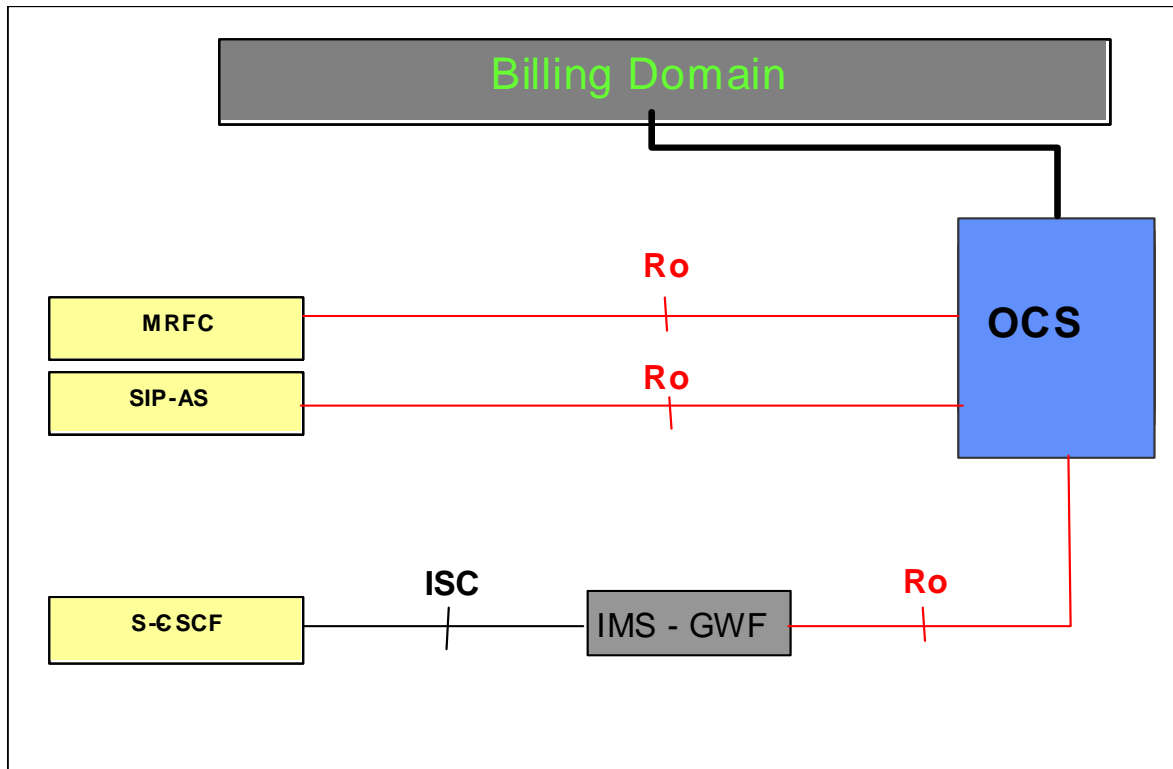 Billing Domain
Ro
MRFC
OCS
Ro
SIP-AS
ISC
Ro
S-CSCF
IMS - GWF